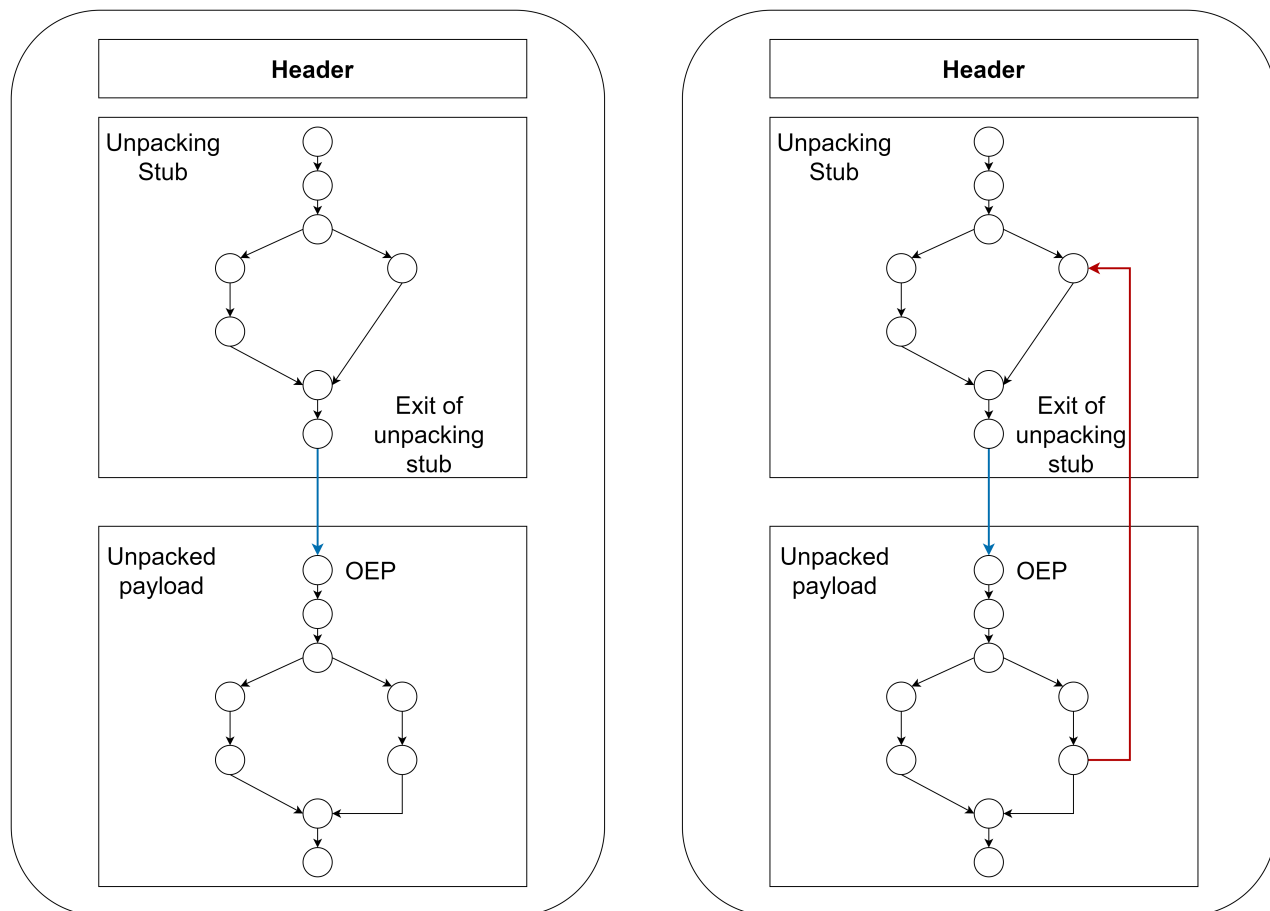 Header
Unpacking
Stub
Exit of
unpacking
stub
Unpacked
payload
OEP
Header
Unpacking
Stub
Exit of
unpacking
stub
Unpacked
payload
OEP